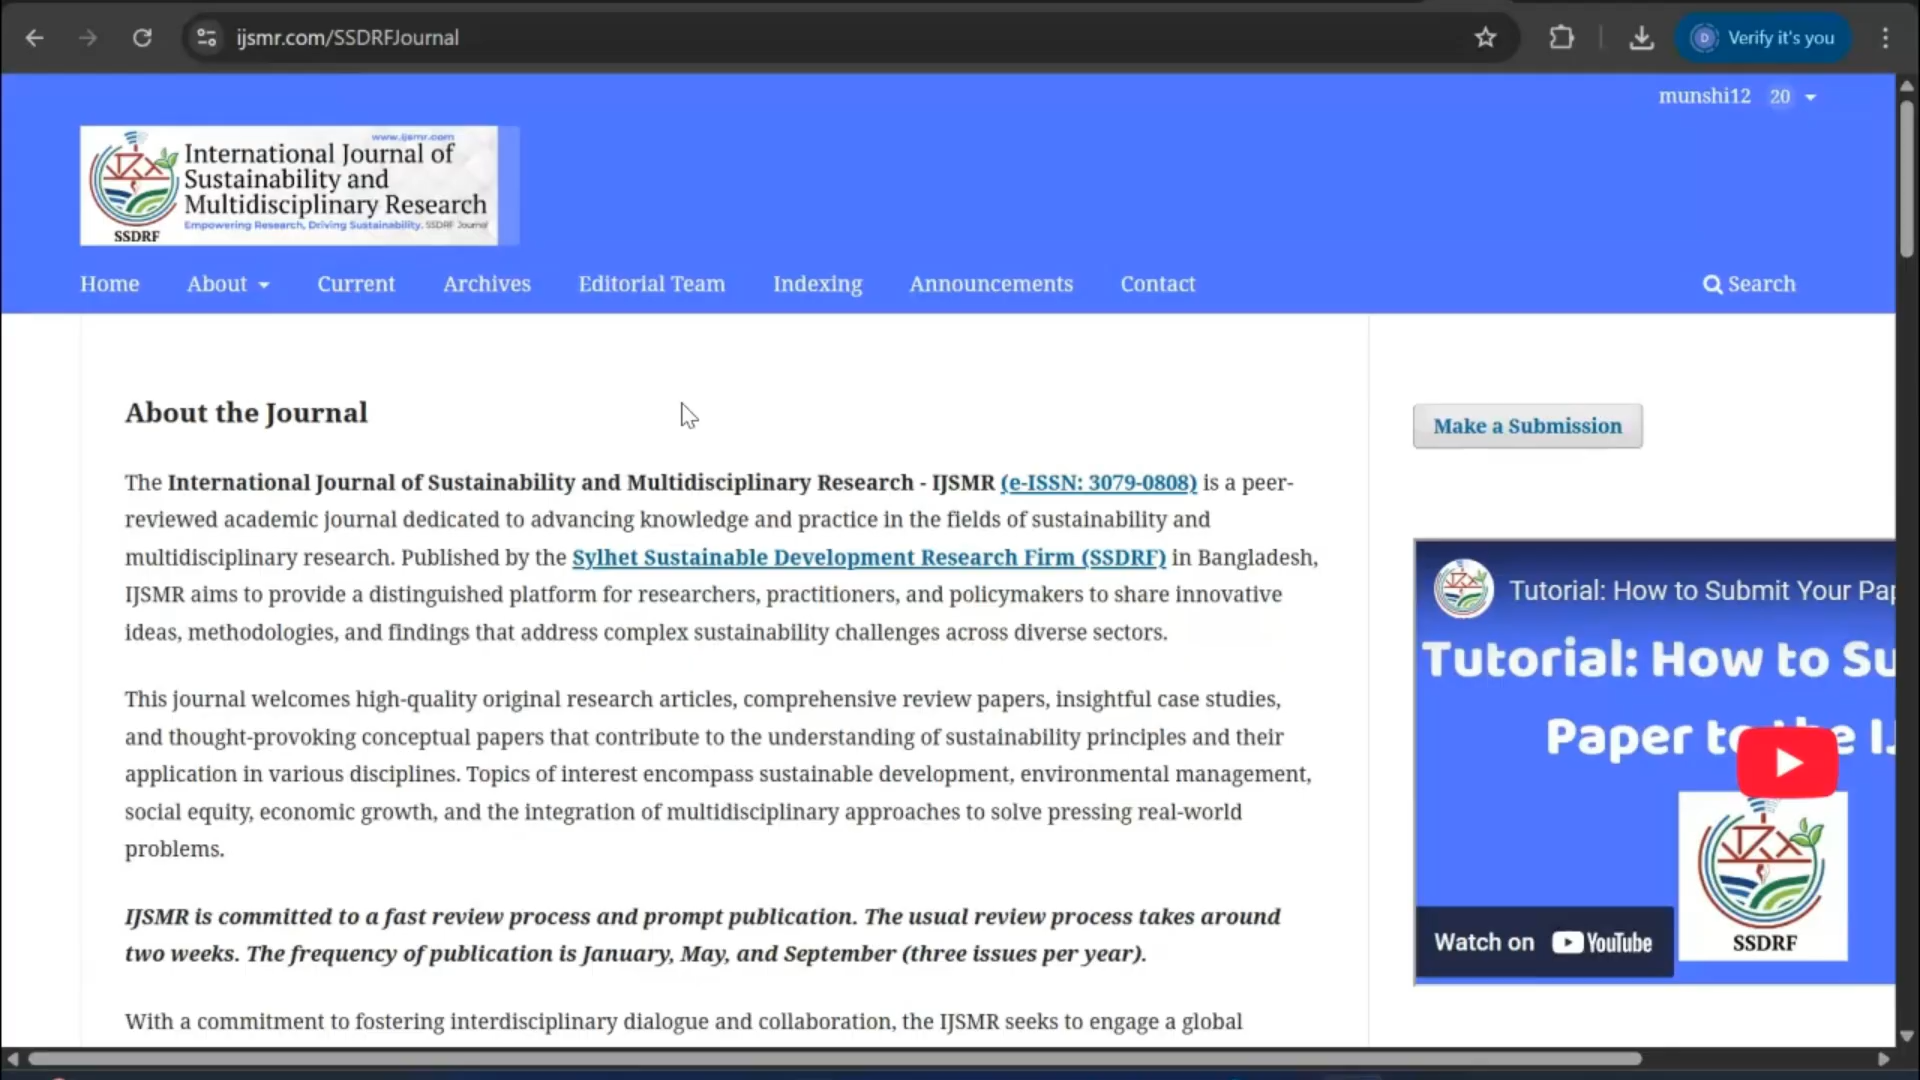 ijsmr.com/SSDRFJournal
Verify it's you
munshi12 20
www.ijsmr.com
International Journal of
Sustainability and
Multidisciplinary Research
Empowering Research, Driving Sustainability. SSDRF Journal
SSDRF
Home About Current Archives Editorial Team Indexing Announcements Contact Search
About the Journal
The International Journal of Sustainability and Multidisciplinary Research - IJSMR (e-ISSN: 3079-0808) is a peer-
reviewed academic journal dedicated to advancing knowledge and practice in the fields of sustainability and
multidisciplinary research. Published by the Sylhet Sustainable Development Research Firm (SSDRF) in Bangladesh,
IJSMR aims to provide a distinguished platform for researchers, practitioners, and policymakers to share innovative
ideas, methodologies, and findings that address complex sustainability challenges across diverse sectors.
This journal welcomes high-quality original research articles, comprehensive review papers, insightful case studies,
and thought-provoking conceptual papers that contribute to the understanding of sustainability principles and their
application in various disciplines. Topics of interest encompass sustainable development, environmental management,
social equity, economic growth, and the integration of multidisciplinary approaches to solve pressing real-world
problems.
IJSMR is committed to a fast review process and prompt publication. The usual review process takes around
two weeks. The frequency of publication is January, May, and September (three issues per year).
With a commitment to fostering interdisciplinary dialogue and collaboration, the IJSMR seeks to engage a global
Make a Submission
Tutorial: How to Submit Your Pap
Tutorial: How to Su
Paper to the IJ
SSDRF
Watch on YouTube